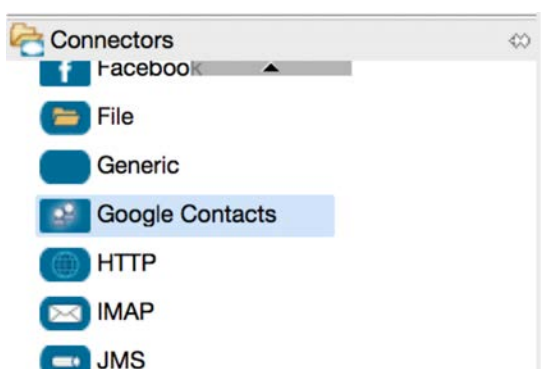 Connectors
Facebook
File
Generic
Google Contacts
HTTP
IMAP
JMS